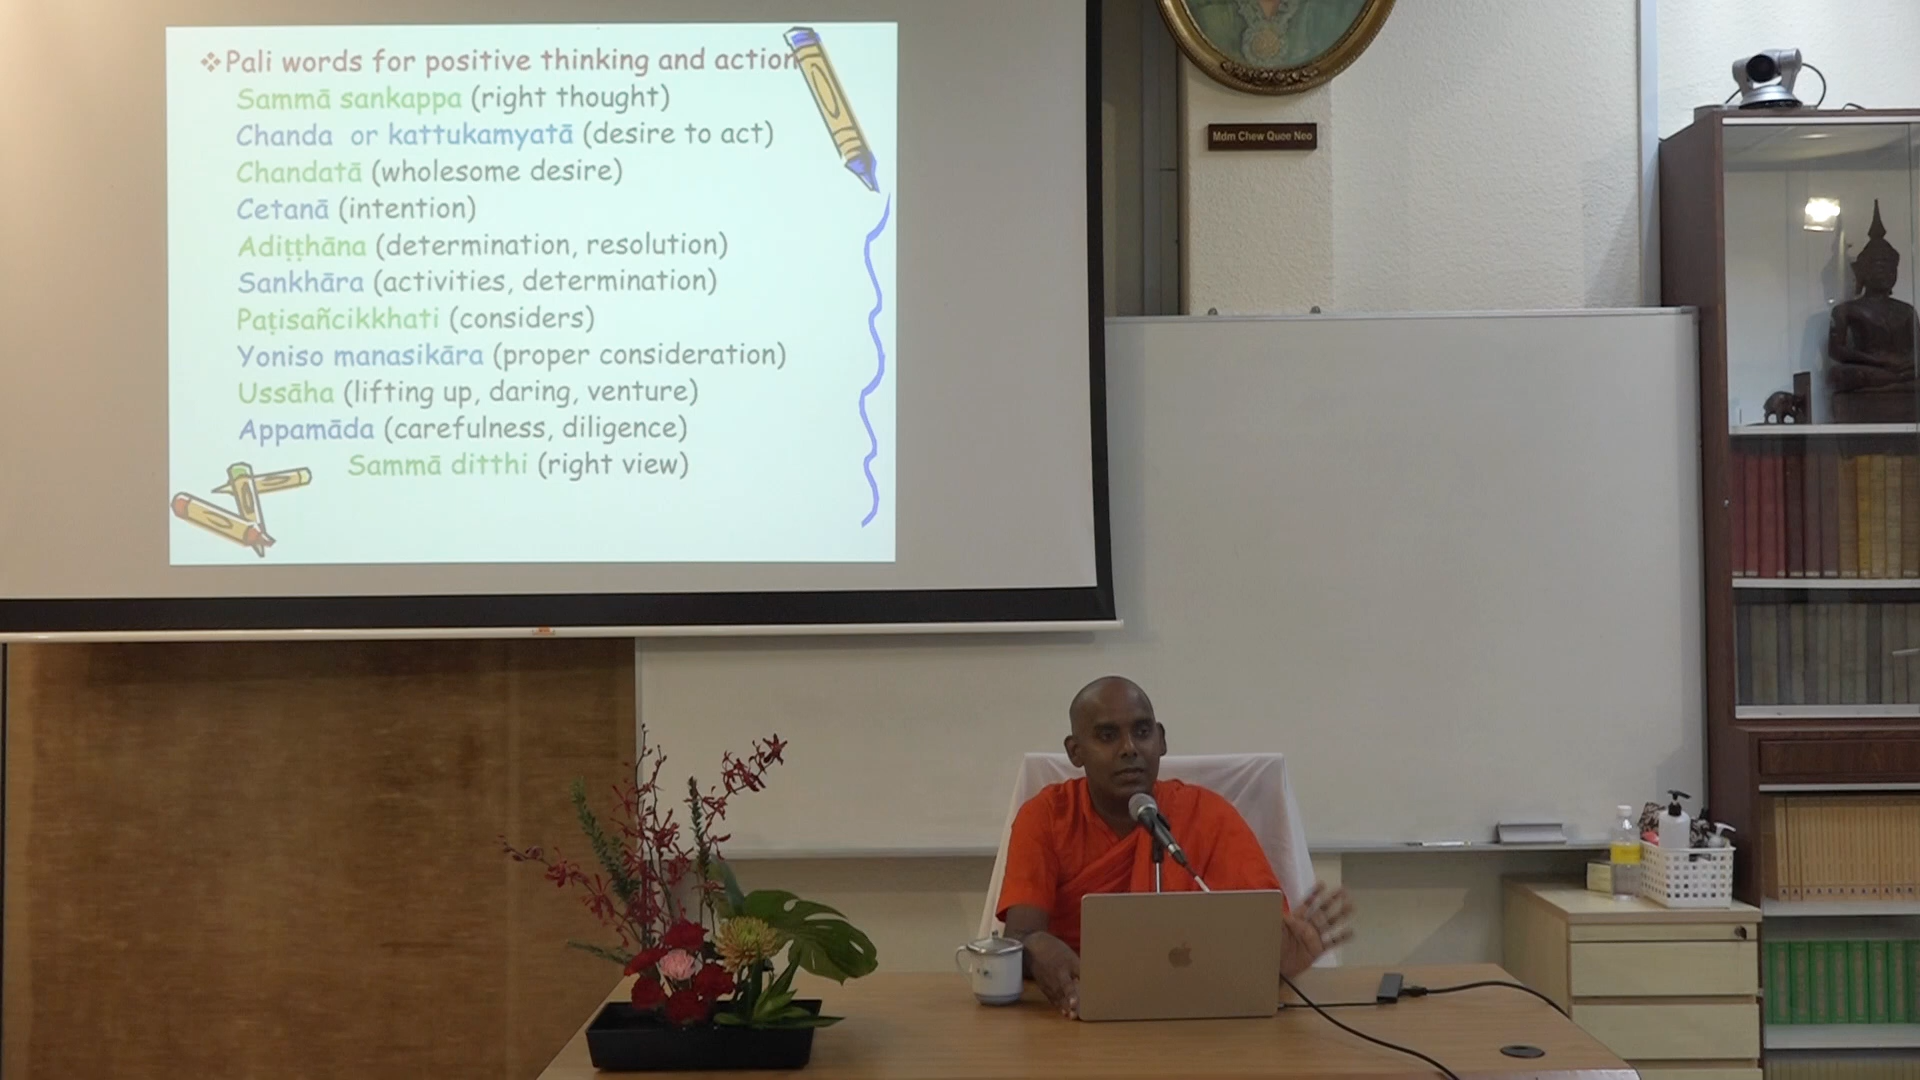 ❖Pali words for positive thinking and action
Sammā sankappa (right thought)
Chanda or kattukamyatā (desire to act)
Chandatā (wholesome desire)
Cetanā (intention)
Adiṭṭhāna (determination, resolution)
Sankhāra (activities, determination)
Paṭisañcikkhati (considers)
Yoniso manasikāra (proper consideration)
Ussāha (lifting up, daring, venture)
Appamāda (carefulness, diligence)
Sammā ditthi (right view)
Mdm Chew Quee Neo